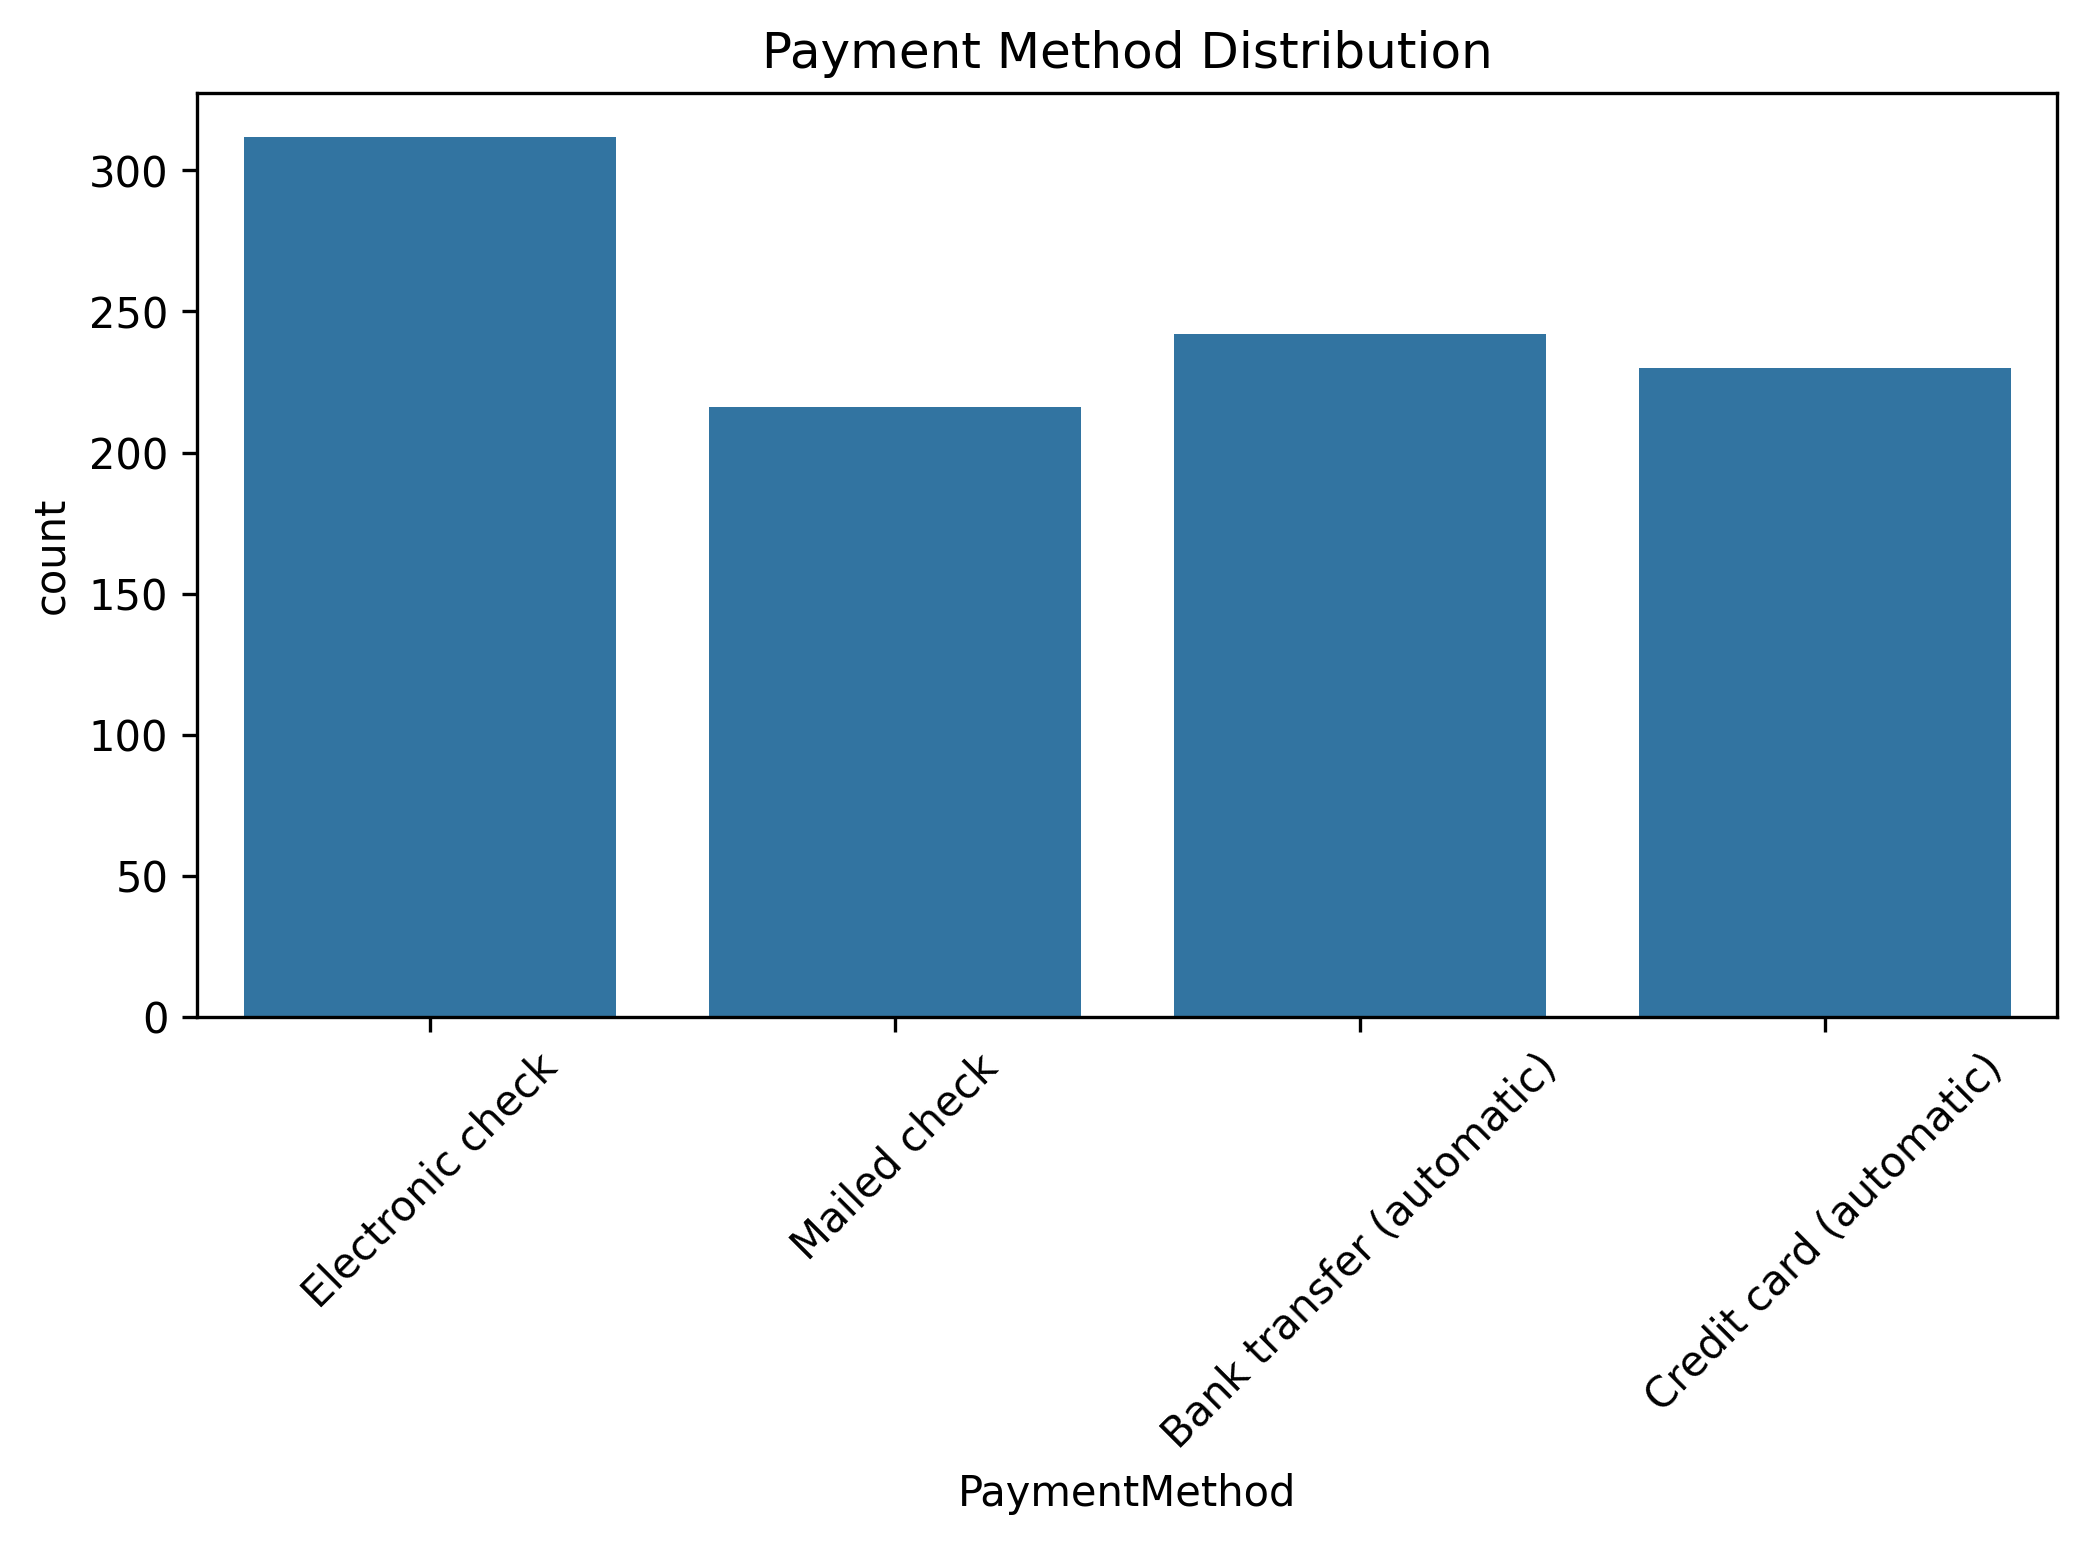 Payment Method Distribution
300
250
200
150
100
50
0
count
Electronic check
Mailed check
Bank transfer (automatic)
Credit card (automatic)
PaymentMethod